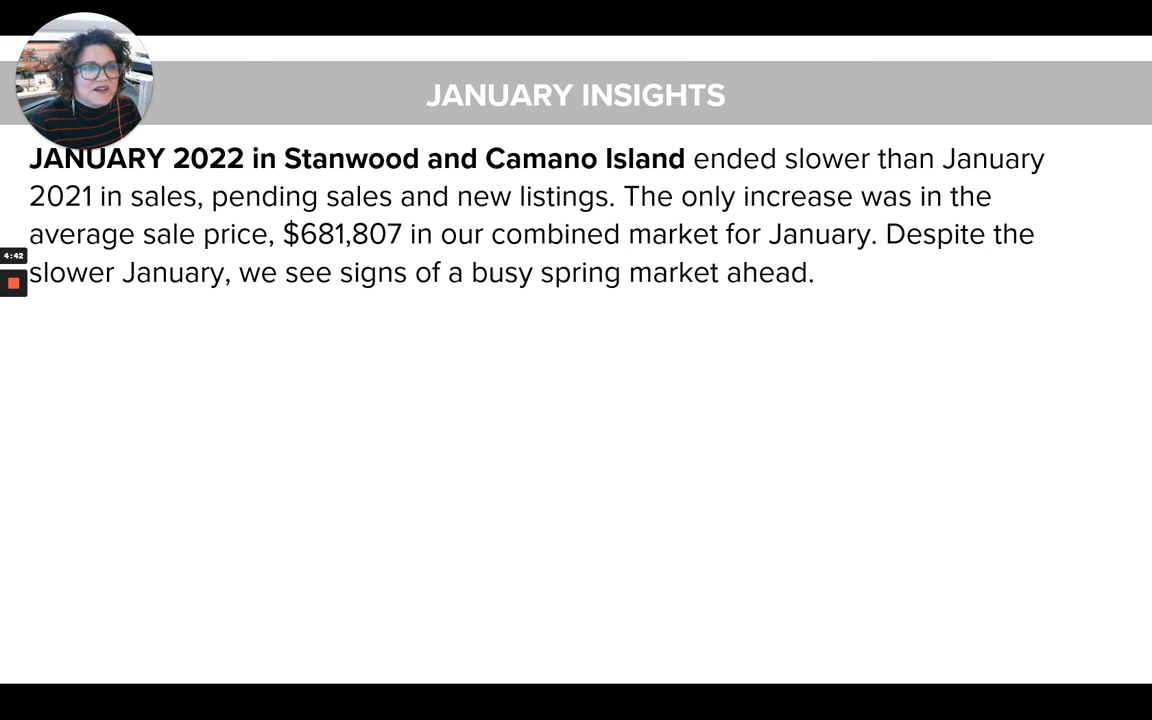 JANUARY INSIGHTS
JANUARY 2022 in Stanwood and Camano Island ended slower than January
2021 in sales, pending sales and new listings. The only increase was in the
average sale price, $681,807 in our combined market for January. Despite the
4:42
slower January, we see signs of a busy spring market ahead.